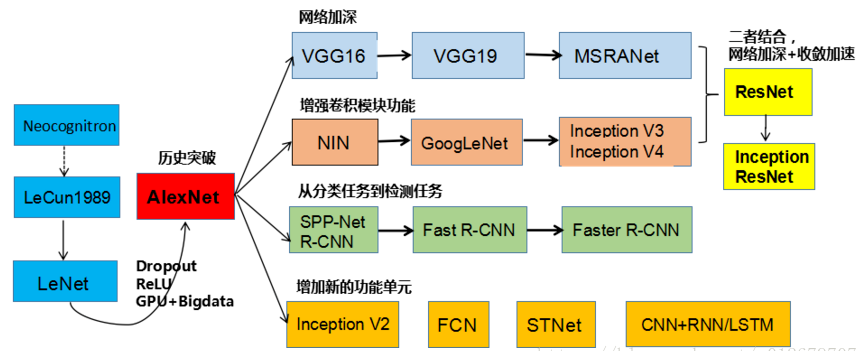 网络加深
VGG16
VGG19
MSRANet
二者结合，
网络加深+收敛加速
ResNet
Inception
ResNet
增强卷积模块功能
NIN
GoogLeNet
Inception V3
Inception V4
Neocognitron
LeCun1989
LeNet
历史突破
AlexNet
Dropout
ReLU
GPU+Bigdata
从分类任务到检测任务
SPP-Net
R-CNN
Fast R-CNN
Faster R-CNN
增加新的功能单元
Inception V2
FCN
STNet
CNN+RNN/LSTM